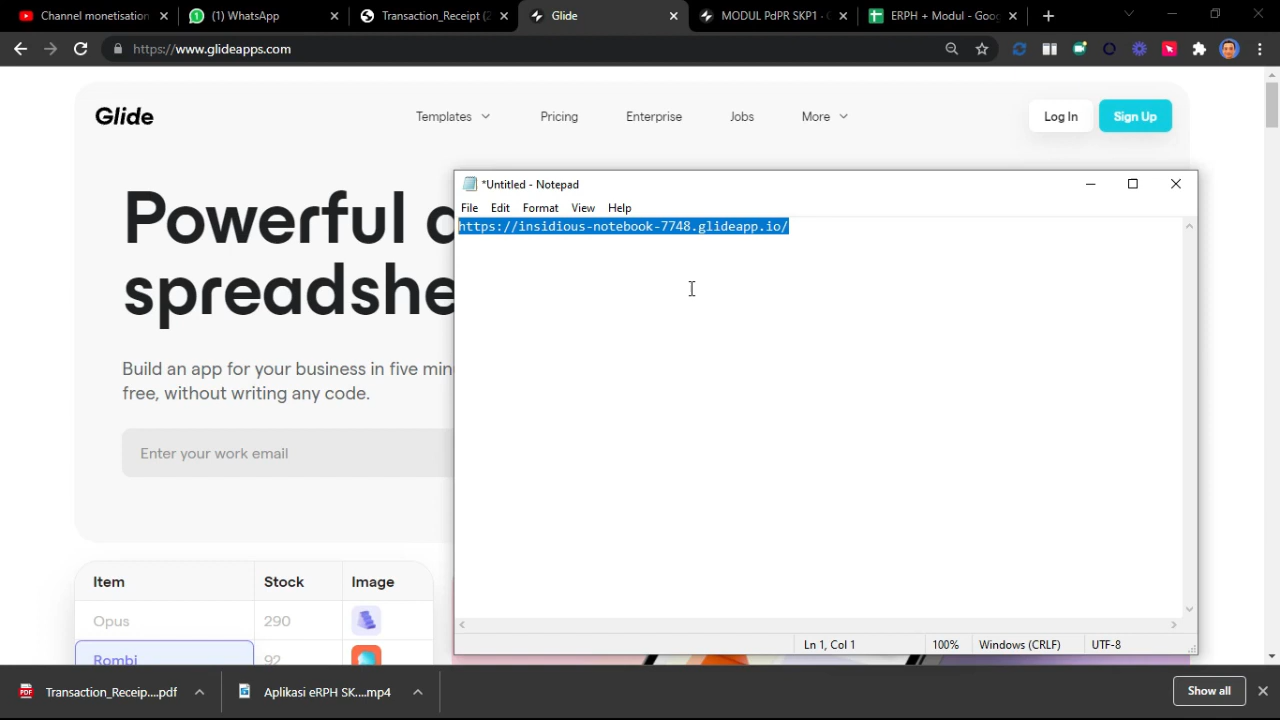 Channel monetisation
(1) WhatsApp
Transaction_Receipt (2
Glide
MODUL PdPR SKP1 -
ERPH + Modul - Goog
https://www.glideapps.com
Glide
Templates
Pricing
Enterprise
Jobs
More
Log In
Sign Up
Powerful
spreadshe
Build an app for your business in five min
free, without writing any code.
Enter your work email
*Untitled - Notepad
File Edit Format View Help
https://insidious-notebook-7748.glideapp.io/
Ln 1, Col 1
100%
Windows (CRLF)
UTF-8
Item
Stock
Image
Opus
290
Rombi
92
Transaction_Receip....pdf
Aplikasi eRPH SK....mp4
Show all